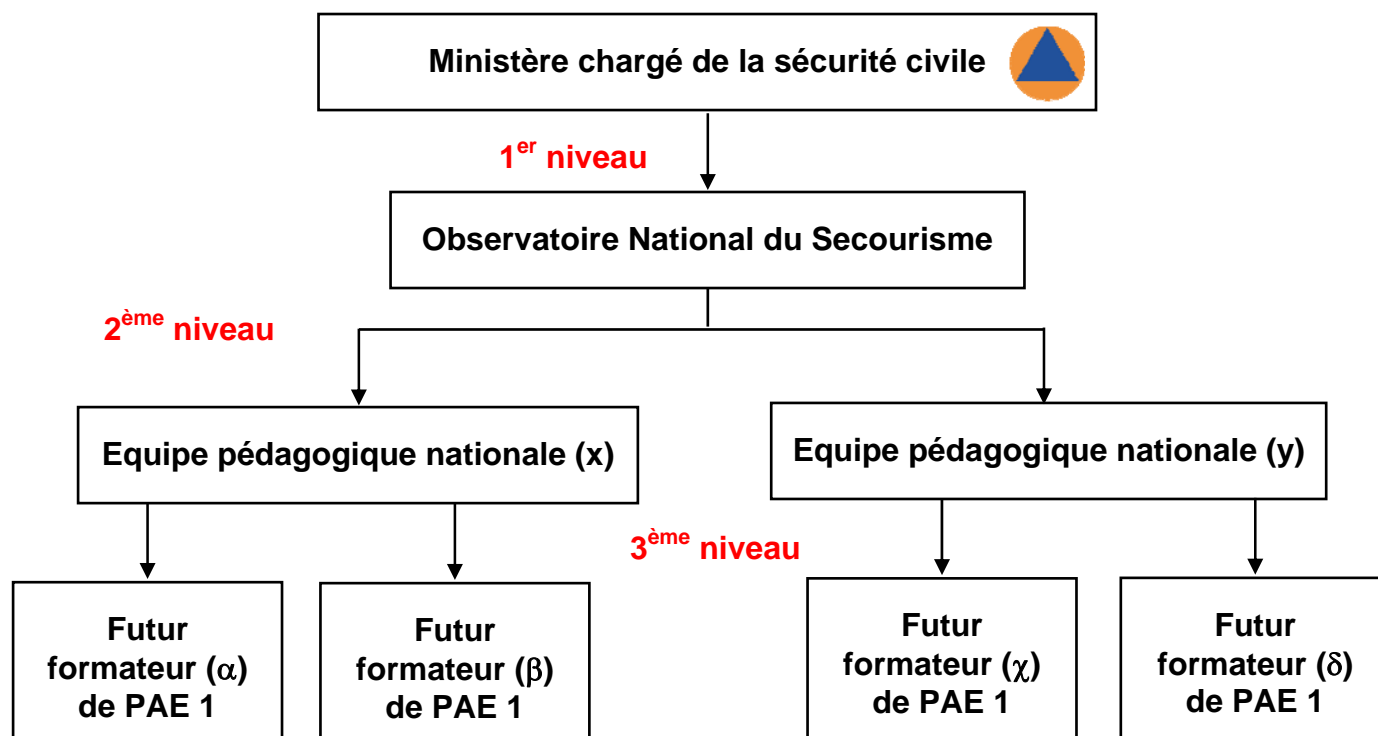 Ministère chargé de la sécurité civile
1er niveau
Observatoire National du Secourisme
2ème niveau
Equipe pédagogique nationale (x)
Equipe pédagogique nationale (y)
3ème niveau
Futur
formateur (α)
de PAE 1
Futur
formateur (β)
de PAE 1
Futur
formateur (χ)
de PAE 1
Futur
formateur (δ)
de PAE 1